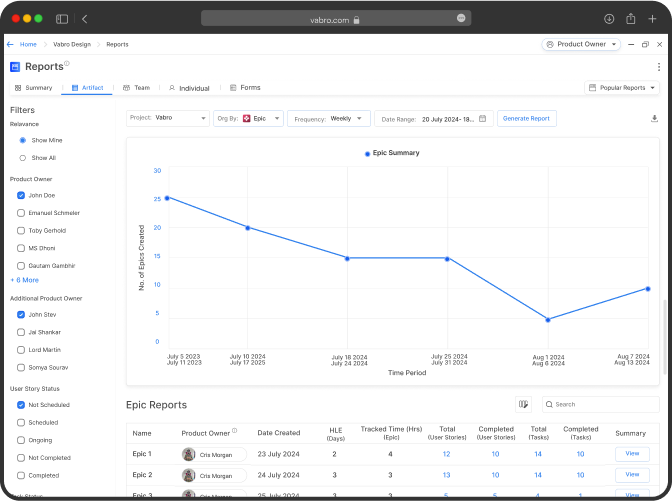 vabro.com
Home Vabro Design Reports Product Owner
Reports
Summary Artifact Team Individual Forms Popular Reports
Filters
Relavance
Show Mine
Show All
Product Owner
John Doe
Emanuel Schmeler
Toby Gerhold
MS Dhoni
Gautam Gambhir
+ 6 More
Additional Product Owner
John Stev
Jai Shankar
Lord Martin
Somya Sourav
User Story Status
Not Scheduled
Scheduled
Ongoing
Not Completed
Completed
Project: Vabro Org By: Epic Frequency: Weekly Date Range: 20 July 2024- 18... Generate Report
Epic Summary
No. of Epics Created
30
25
20
15
10
5
0
July 5 2023 July 10 2024 July 18 2024 July 25 2024 Aug 1 2024 Aug 7 2024
July 11 2023 July 17 2025 July 24 2024 July 31 2024 Aug 6 2024 Aug 13 2024
Time Period
Epic Reports Search
Name Product Owner Date Created HLE (Days) Tracked Time (Hrs) (Epic) Total (User Stories) Completed (User Stories) Total (Tasks) Completed (Tasks) Summary
Epic 1 Cris Morgan 23 July 2024 2 4 12 10 14 10 View
Epic 2 Cris Morgan 24 July 2024 3 3 13 10 14 10 View
Epic 3 Cris Morgan 25 July 2024 3 3 5 5 4 1 View